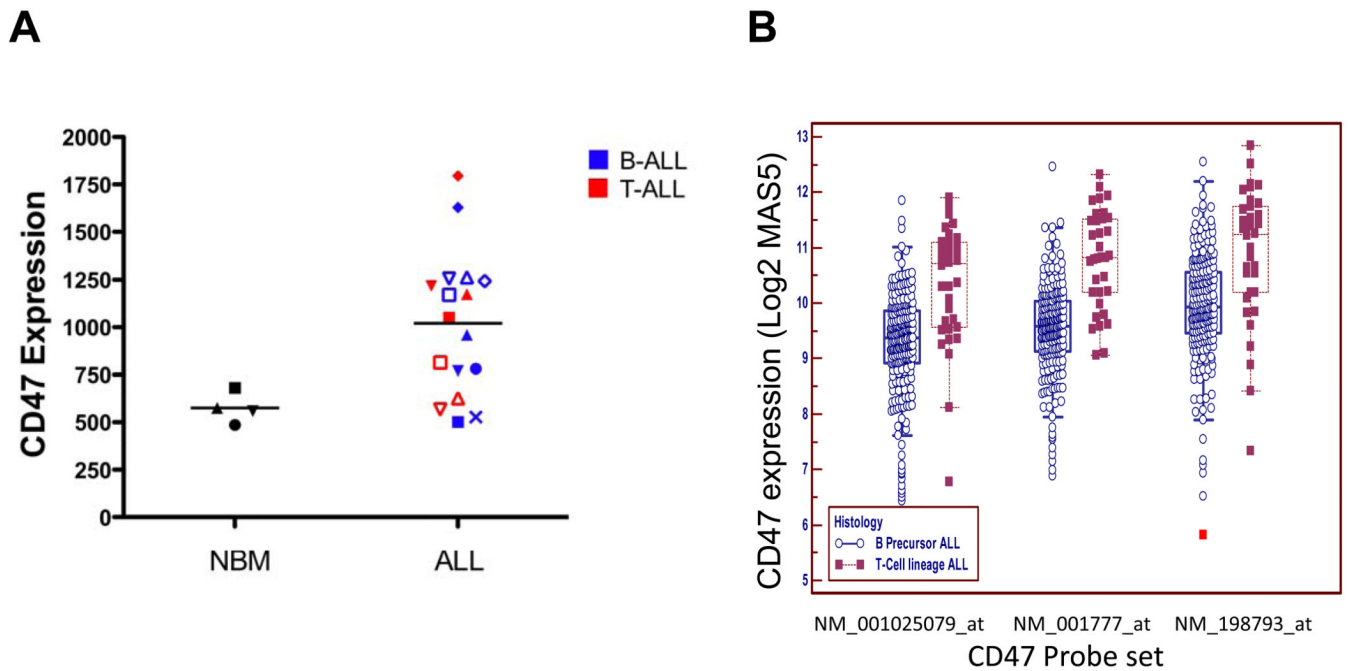 A
CD47 Expression
2000
1750
1500
1250
1000
750
500
250
0
NBM
ALL
B-ALL
T-ALL
B
CD47 expression (Log2 MAS5)
13
12
11
10
9
8
7
6
5
Histology
B Precursor ALL
T-Cell lineage ALL
NM_001025079_at
NM_001777_at
NM_198793_at
CD47 Probe set